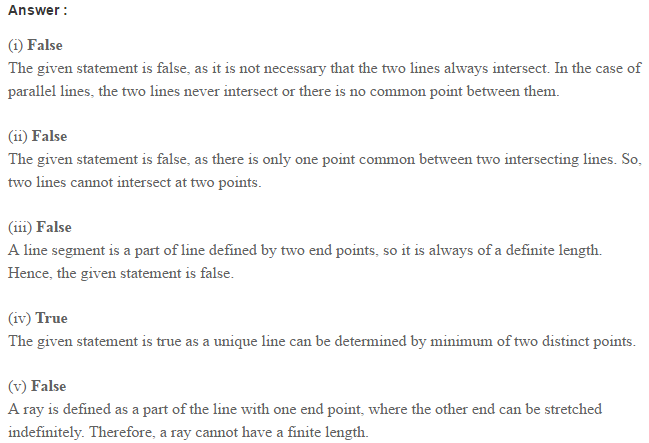 Answer :
(i) False
The given statement is false, as it is not necessary that the two lines always intersect. In the case of
parallel lines, the two lines never intersect or there is no common point between them.
(ii) False
The given statement is false, as there is only one point common between two intersecting lines. So,
two lines cannot intersect at two points.
(iii) False
A line segment is a part of line defined by two end points, so it is always of a definite length.
Hence, the given statement is false.
(iv) True
The given statement is true as a unique line can be determined by minimum of two distinct points.
(v) False
A ray is defined as a part of the line with one end point, where the other end can be stretched
indefinitely. Therefore, a ray cannot have a finite length.